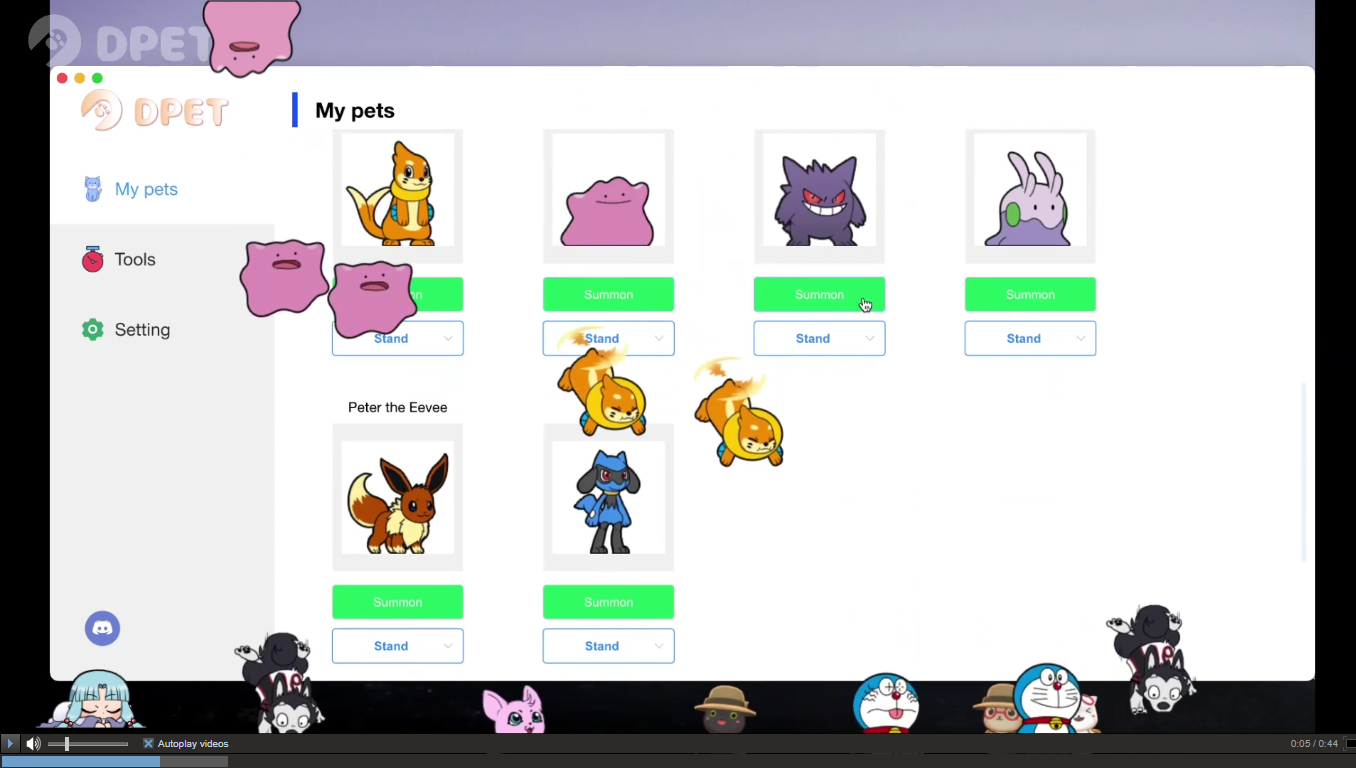 DPET
DPET
My pets
My pets
Tools
Setting
Summon
Summon
Summon
Stand
Stand
Stand
Stand
Peter the Eevee
Summon
Summon
Stand
Stand
Autoplay videos
0:05 / 0:44